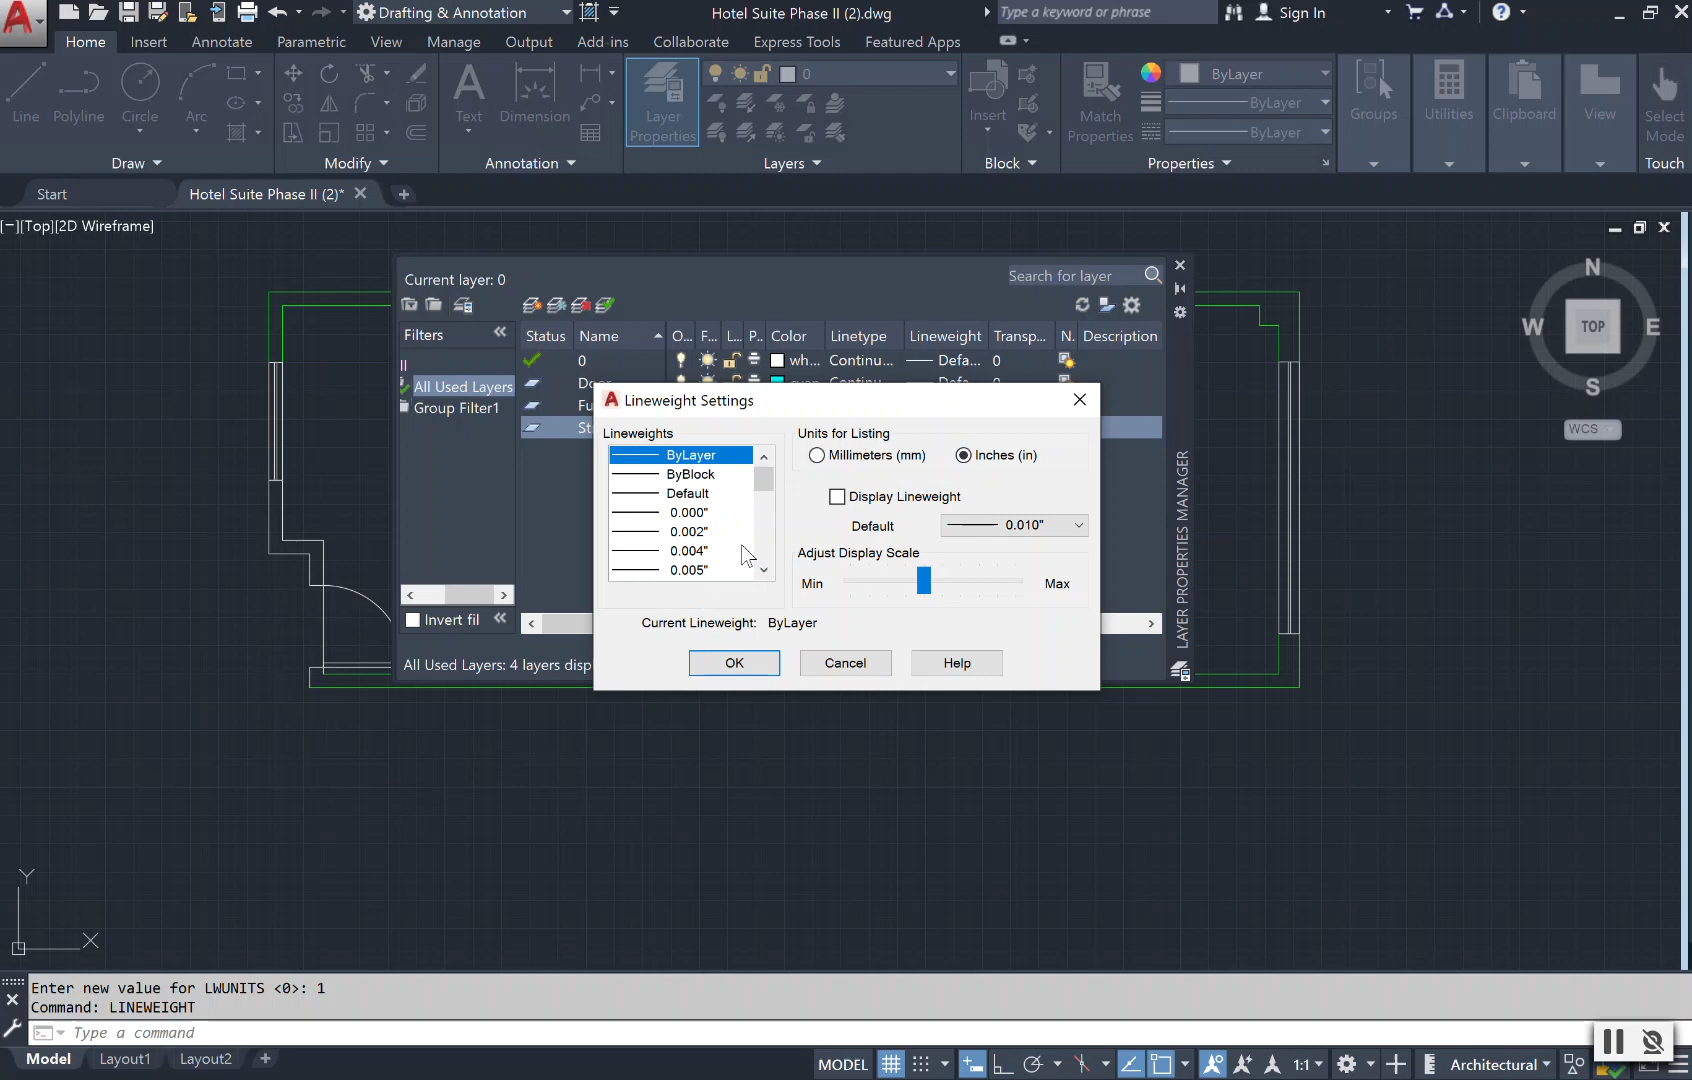 Drafting & Annotation
Hotel Suite Phase II (2).dwg
Type a keyword or phrase
Sign In
Home Insert Annotate Parametric View Manage Output Add-ins Collaborate Express Tools Featured Apps
0
ByLayer
Line Polyline Circle Arc
Text Dimension
Layer Properties
Insert
Match Properties
ByLayer
ByLayer
Groups Utilities Clipboard View
Select Mode
Draw Modify Annotation Layers Block Properties Touch
Start Hotel Suite Phase II (2)*
[−][Top][2D Wireframe]
N
W TOP E
S
WCS
Current layer: 0
Search for layer
Filters
Status Name O... F... L... P.. Color Linetype Lineweight Transp... N. Description
0 wh... Continu... Defa... 0
All Used Layers
Group Filter1
Fu
St
Invert fil
All Used Layers: 4 layers disp
LAYER PROPERTIES MANAGER
Lineweight Settings
Lineweights
ByLayer
ByBlock
Default
0.000"
0.002"
0.004"
0.005"
Units for Listing
Millimeters (mm) Inches (in)
Display Lineweight
Default 0.010"
Adjust Display Scale
Min Max
Current Lineweight: ByLayer
OK Cancel Help
Y
X
Enter new value for LWUNITS <0>: 1
Command: LINEWEIGHT
Type a command
Model Layout1 Layout2
MODEL 1:1 Architectural